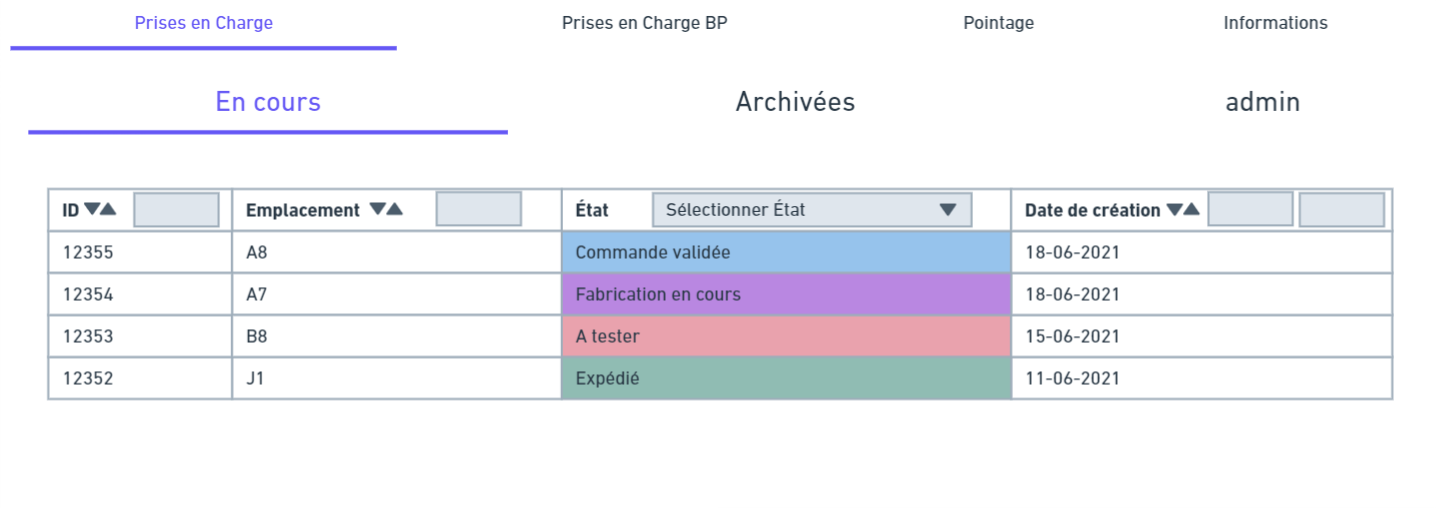 Prises en Charge Prises en Charge BP Pointage Informations
En cours Archivées admin
ID Emplacement État Sélectionner État Date de création
12355 A8 Commande validée 18-06-2021
12354 A7 Fabrication en cours 18-06-2021
12353 B8 A tester 15-06-2021
12352 J1 Expédié 11-06-2021